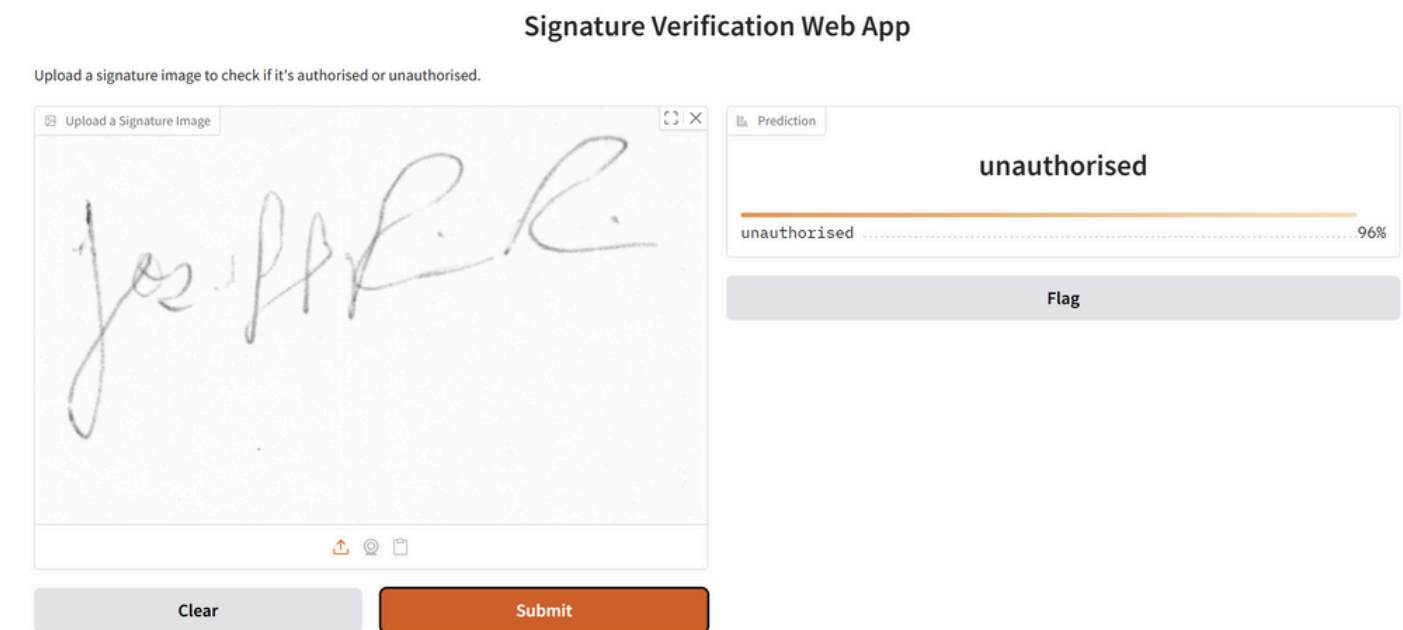 Signature Verification Web App
Upload a signature image to check if it's authorised or unauthorised.
Upload a Signature Image
Prediction
unauthorised
unauthorised 96%
Flag
Clear
Submit